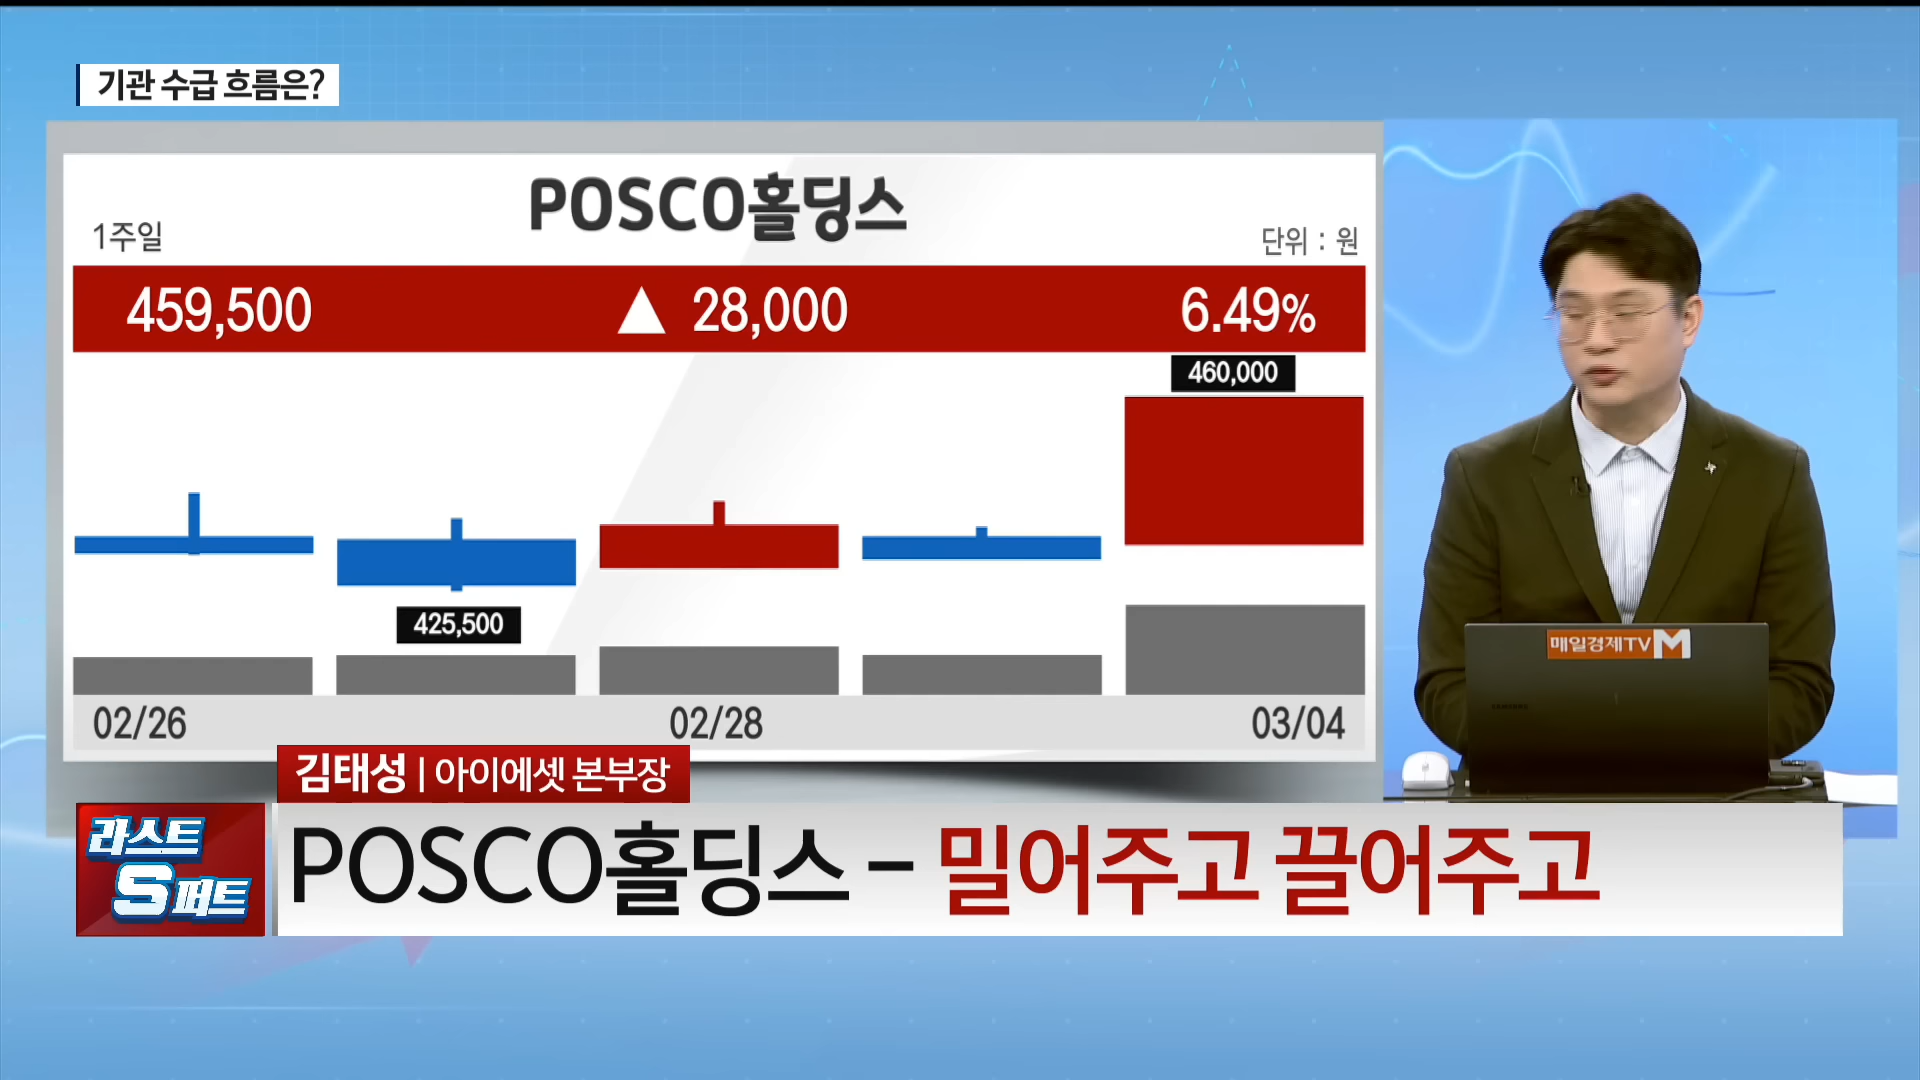 기관 수급 흐름은?
POSCO홀딩스
1주일
단위 : 원
459,500 ▲ 28,000 6.49%
460,000
425,500
02/26 02/28 03/04
매일경제TV M
김태성 | 아이에셋 본부장
라스트
S퍼트
POSCO홀딩스 - 밀어주고 끌어주고